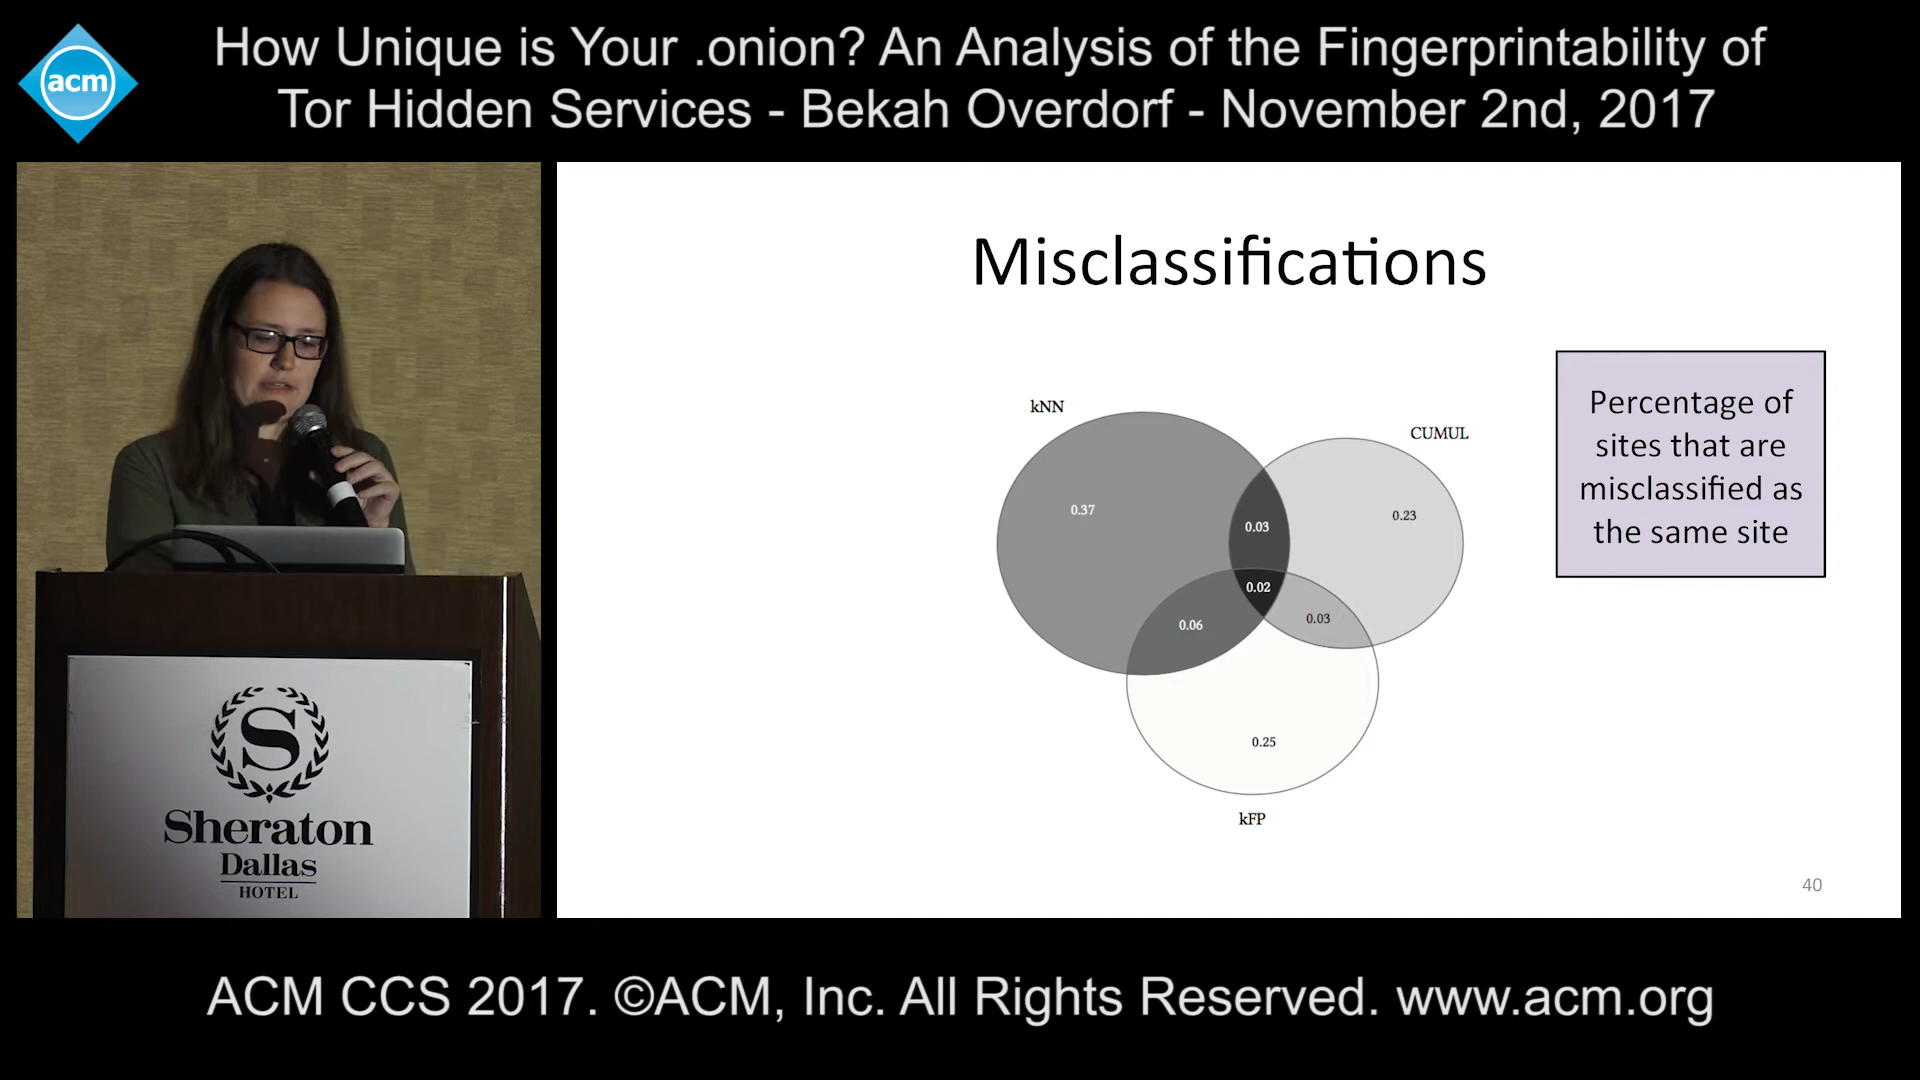 acm
How Unique is Your .onion? An Analysis of the Fingerprintability of
Tor Hidden Services - Bekah Overdorf - November 2nd, 2017
Misclassifications
kNN
CUMUL
0.37
0.03
0.23
0.02
0.06
0.03
0.25
kFP
Percentage of
sites that are
misclassified as
the same site
40
S
Sheraton
Dallas
HOTEL
ACM CCS 2017. ©ACM, Inc. All Rights Reserved. www.acm.org